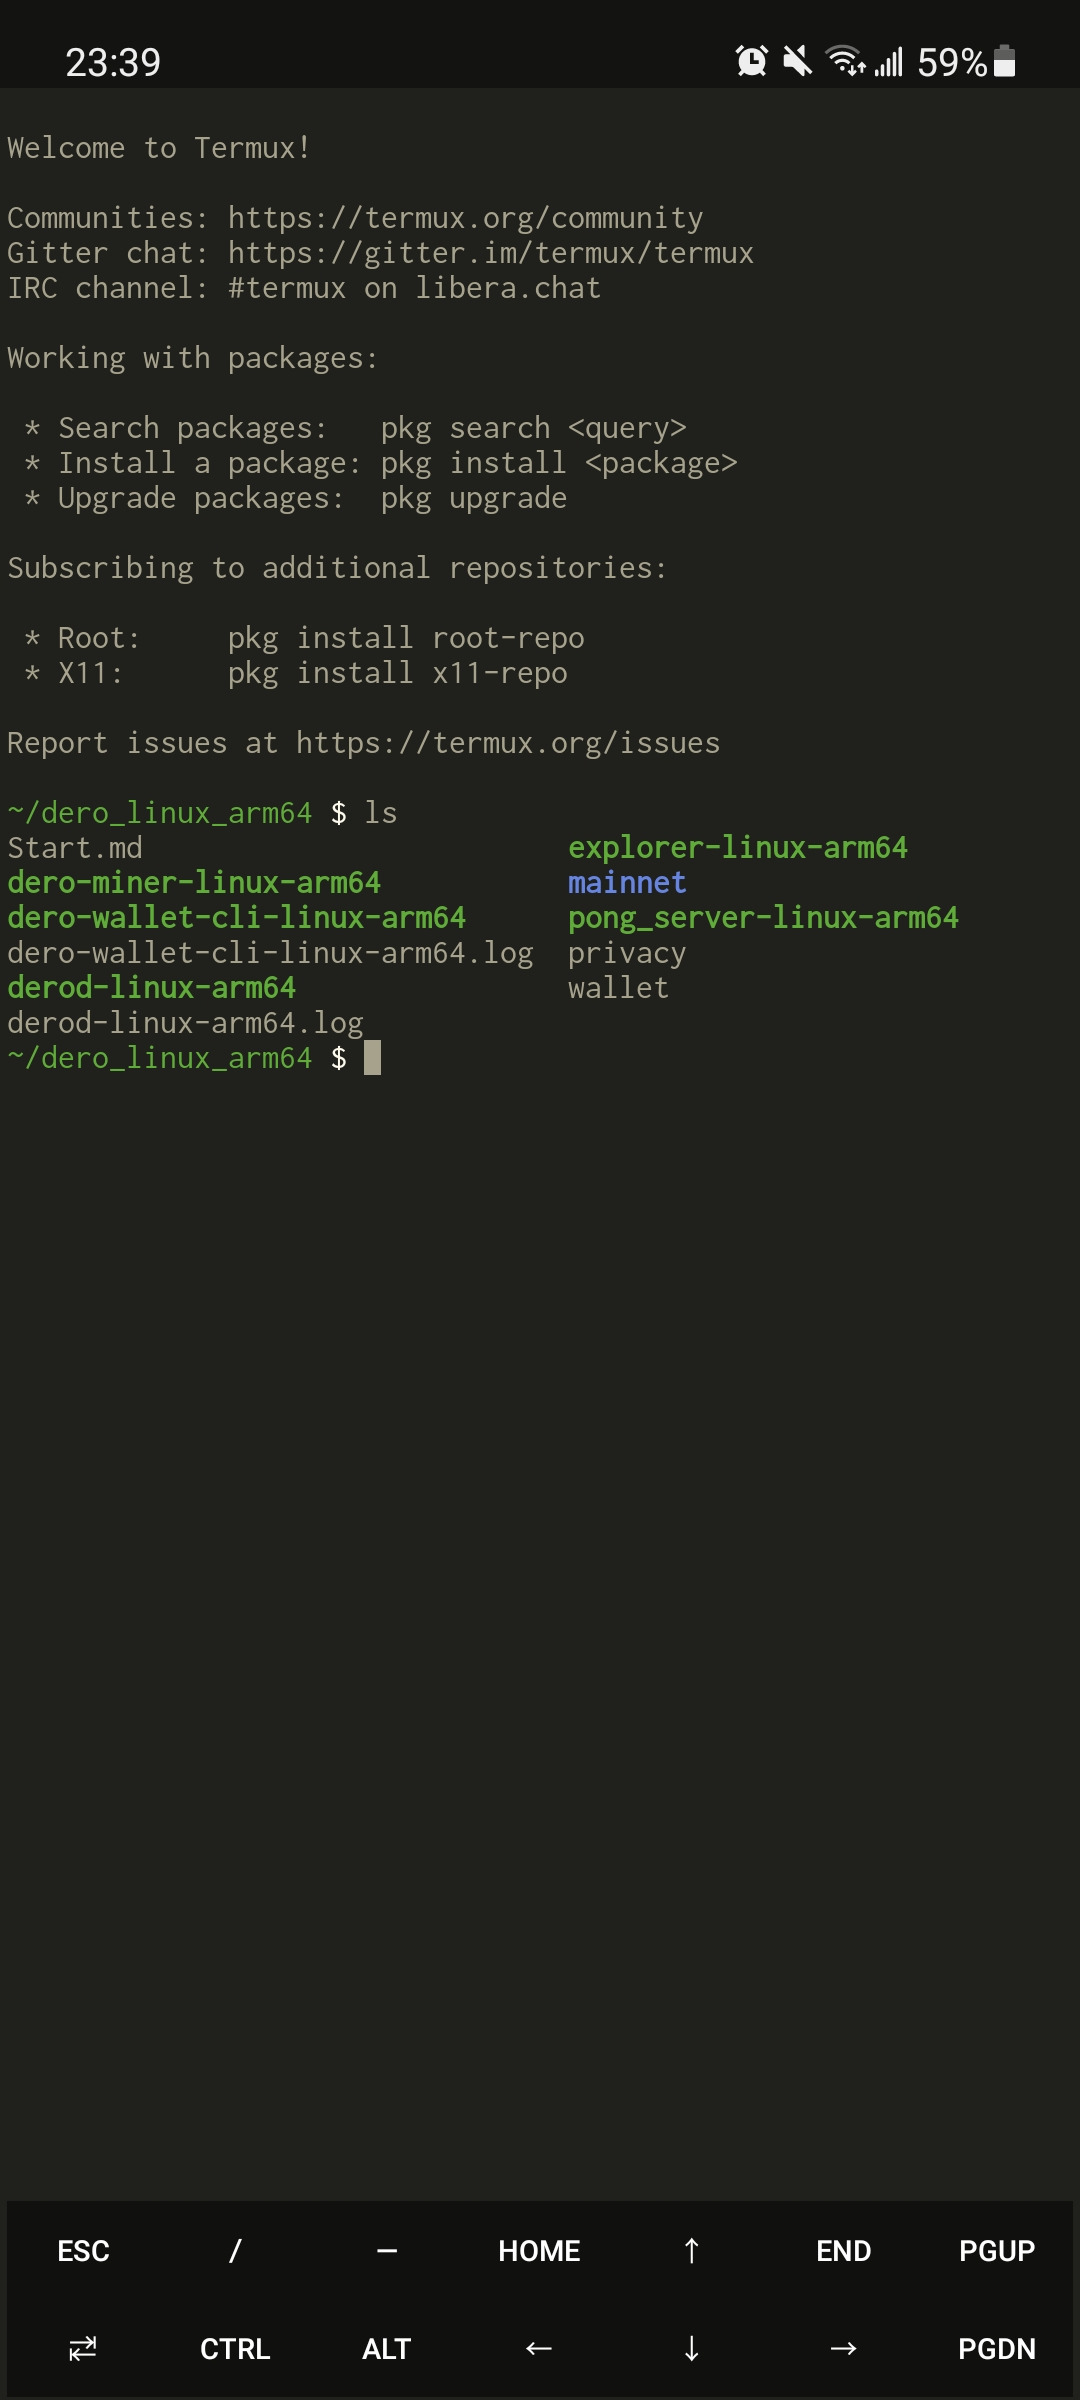 23:39 59%
Welcome to Termux!
Communities: https://termux.org/community
Gitter chat: https://gitter.im/termux/termux
IRC channel: #termux on libera.chat
Working with packages:
* Search packages: pkg search <query>
* Install a package: pkg install <package>
* Upgrade packages: pkg upgrade
Subscribing to additional repositories:
* Root: pkg install root-repo
* X11: pkg install x11-repo
Report issues at https://termux.org/issues
~/dero_linux_arm64 $ ls
Start.md explorer-linux-arm64
dero-miner-linux-arm64 mainnet
dero-wallet-cli-linux-arm64 pong_server-linux-arm64
dero-wallet-cli-linux-arm64.log privacy
derod-linux-arm64 wallet
derod-linux-arm64.log
~/dero_linux_arm64 $
ESC / — HOME ↑ END PGUP
⇄ CTRL ALT ← ↓ → PGDN